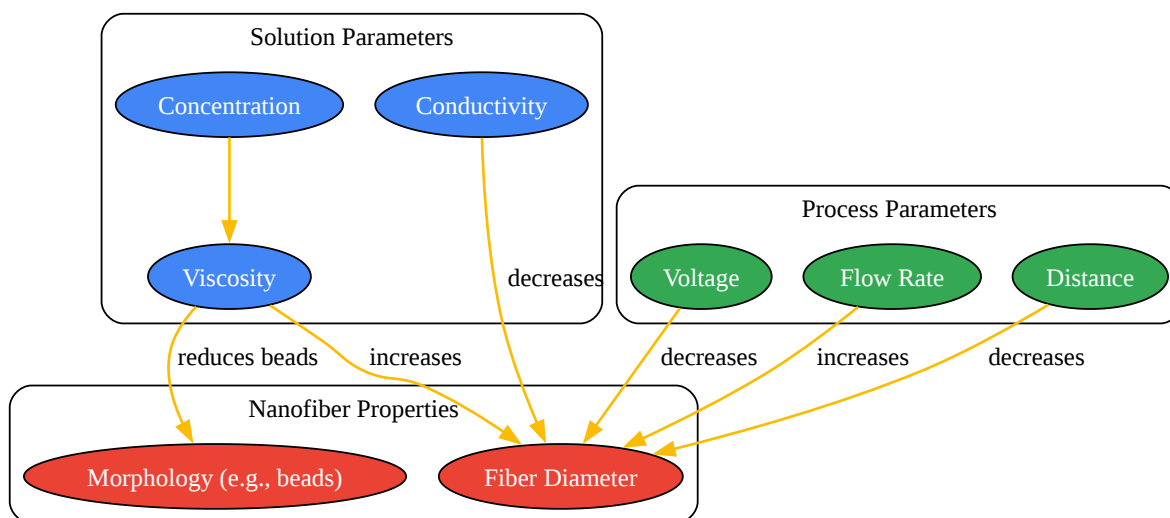 Solution Parameters
Concentration
Conductivity
Process Parameters
Viscosity
decreases
Voltage
Flow Rate
Distance
reduces beads
increases
decreases
increases
decreases
Nanofiber Properties
Morphology (e.g., beads)
Fiber Diameter